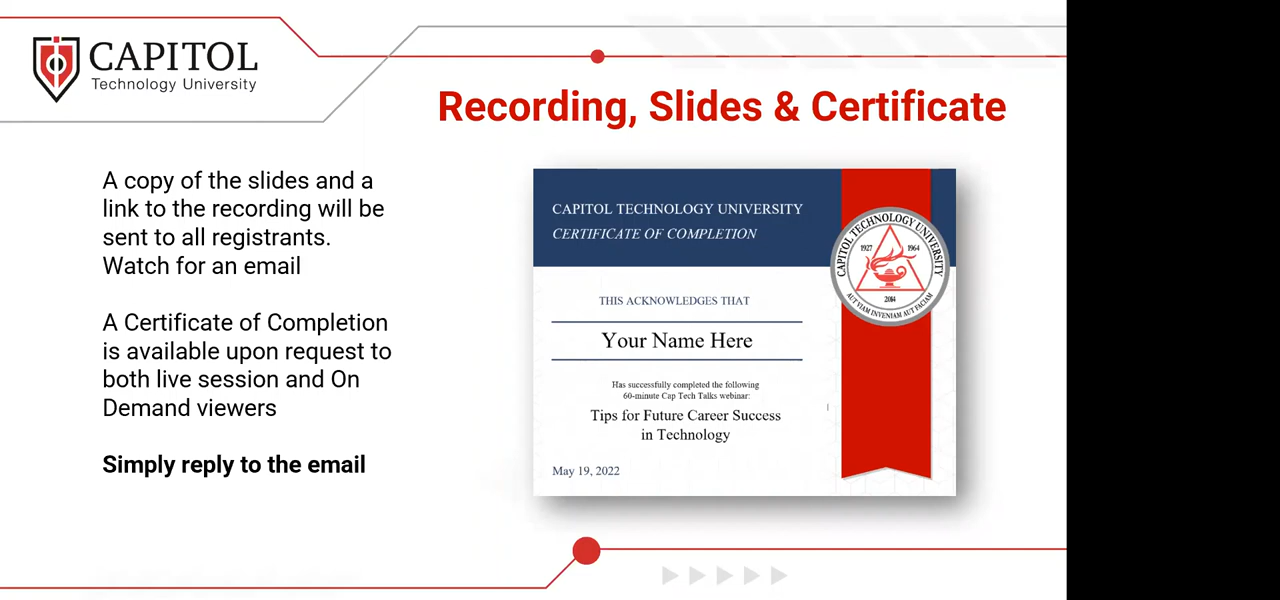 CAPITOL
Technology University
Recording, Slides & Certificate
A copy of the slides and a
link to the recording will be
sent to all registrants.
Watch for an email
A Certificate of Completion
is available upon request to
both live session and On
Demand viewers
Simply reply to the email
CAPITOL TECHNOLOGY UNIVERSITY
CERTIFICATE OF COMPLETION
THIS ACKNOWLEDGES THAT
Your Name Here
Has successfully completed the following
60-minute Cap Tech Talks webinar:
Tips for Future Career Success
in Technology
May 19, 2022
CAPITOL TECHNOLOGY UNIVERSITY
1927 1964
2014
AUT VIAM INVENIAM AUT FACIAM